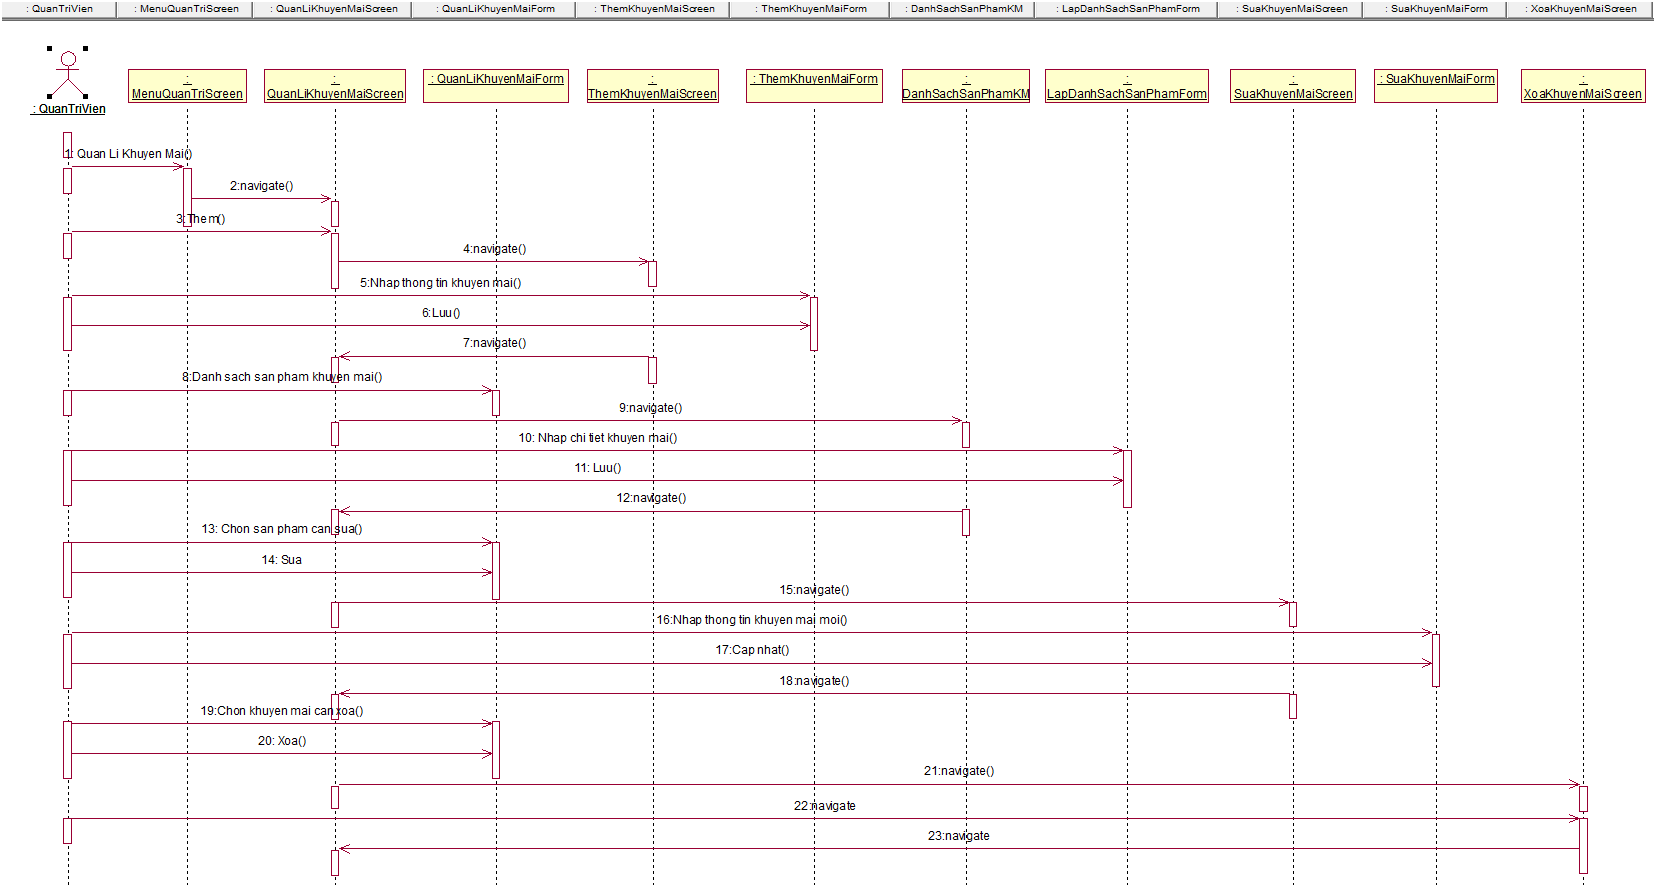 : QuanTriVien
: MenuQuanTriScreen
: QuanLiKhuyenMaiScreen
: QuanLiKhuyenMaiForm
: ThemKhuyenMaiScreen
: ThemKhuyenMaiForm
: DanhSachSanPhamKM
: LapDanhSachSanPhamForm
: SuaKhuyenMaiScreen
: SuaKhuyenMaiForm
: XoaKhuyenMaiScreen
: QuanTriVien
:
MenuQuanTriScreen
:
QuanLiKhuyenMaiScreen
: QuanLiKhuyenMaiForm
:
ThemKhuyenMaiScreen
: ThemKhuyenMaiForm
:
DanhSachSanPhamKM
:
LapDanhSachSanPhamForm
:
SuaKhuyenMaiScreen
: SuaKhuyenMaiForm
:
XoaKhuyenMaiScreen
1: Quan Li Khuyen Mai()
2:navigate()
3:Them()
4:navigate()
5:Nhap thong tin khuyen mai()
6:Luu()
7:navigate()
8:Danh sach san pham khuyen mai()
9:navigate()
10: Nhap chi tiet khuyen mai()
11: Luu()
12:navigate()
13: Chon san pham can sua()
14: Sua
15:navigate()
16:Nhap thong tin khuyen mai moi()
17:Cap nhat()
18:navigate()
19:Chon khuyen mai can xoa()
20: Xoa()
21:navigate()
22:navigate
23:navigate